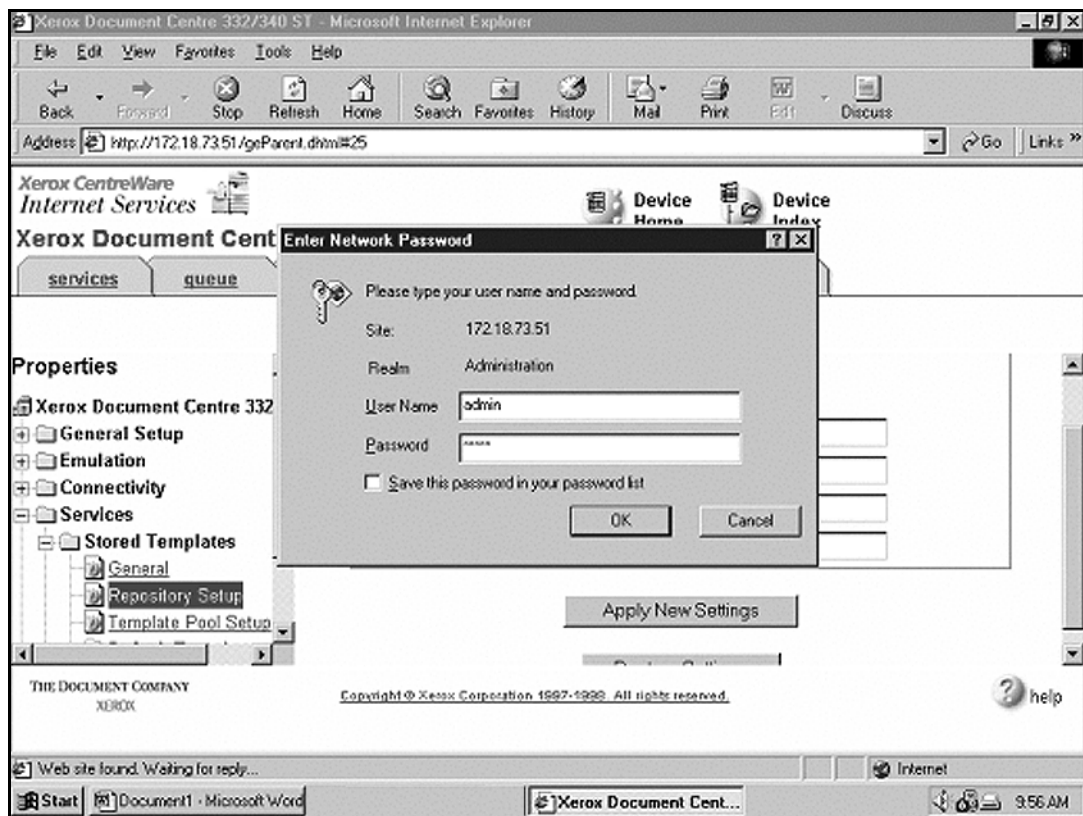 Xerox Document Centre 332/340 ST - Microsoft Internet Explorer
File Edit View Favorites Tools Help
Back Forward Stop Refresh Home Search Favorites History Mail Print Edit Discuss
Address http://172.18.73.51/geParent.dhtml#25 Go Links »
Xerox CentreWare
Internet Services
Device Home
Device Index
Xerox Document Cent
services queue
Enter Network Password
Please type your user name and password.
Site: 172.18.73.51
Realm Administration
User Name admin
Password *****
Save this password in your password list
OK Cancel
Properties
Xerox Document Centre 332
General Setup
Emulation
Connectivity
Services
Stored Templates
General
Repository Setup
Template Pool Setup
Apply New Settings
THE DOCUMENT COMPANY
XEROX
Copyright © Xerox Corporation 1997-1998. All rights reserved.
help
Web site found. Waiting for reply...
Internet
Start Document1 - Microsoft Word Xerox Document Cent... 9:56 AM